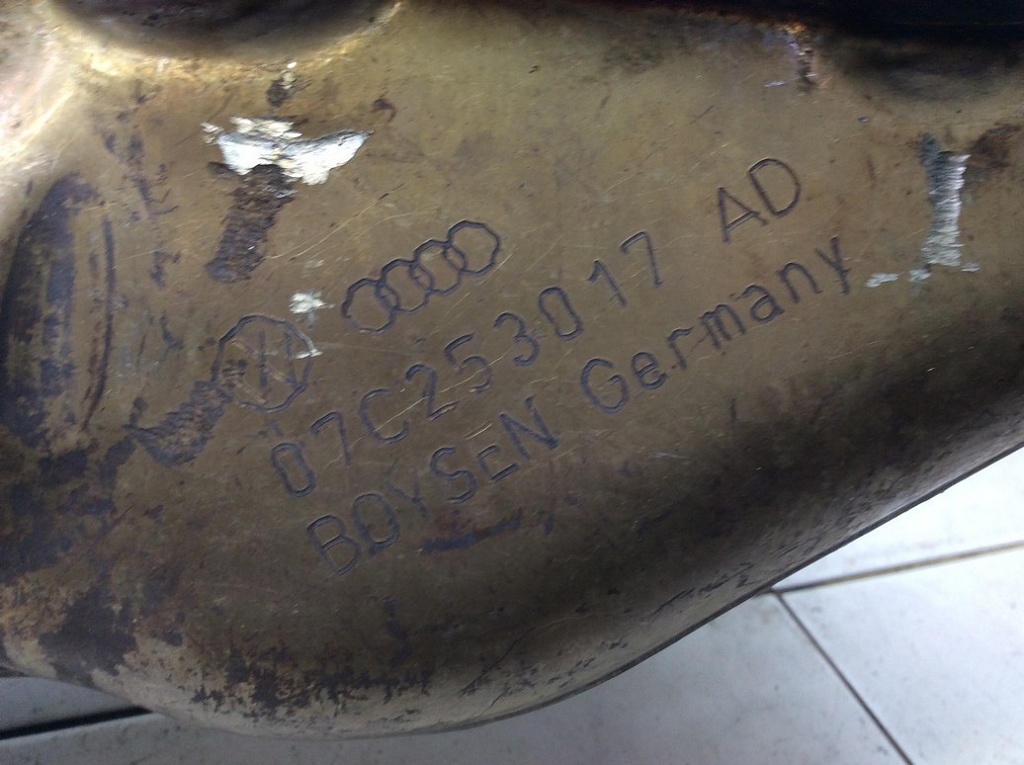 07C253017 AD
BOYSEN Germany